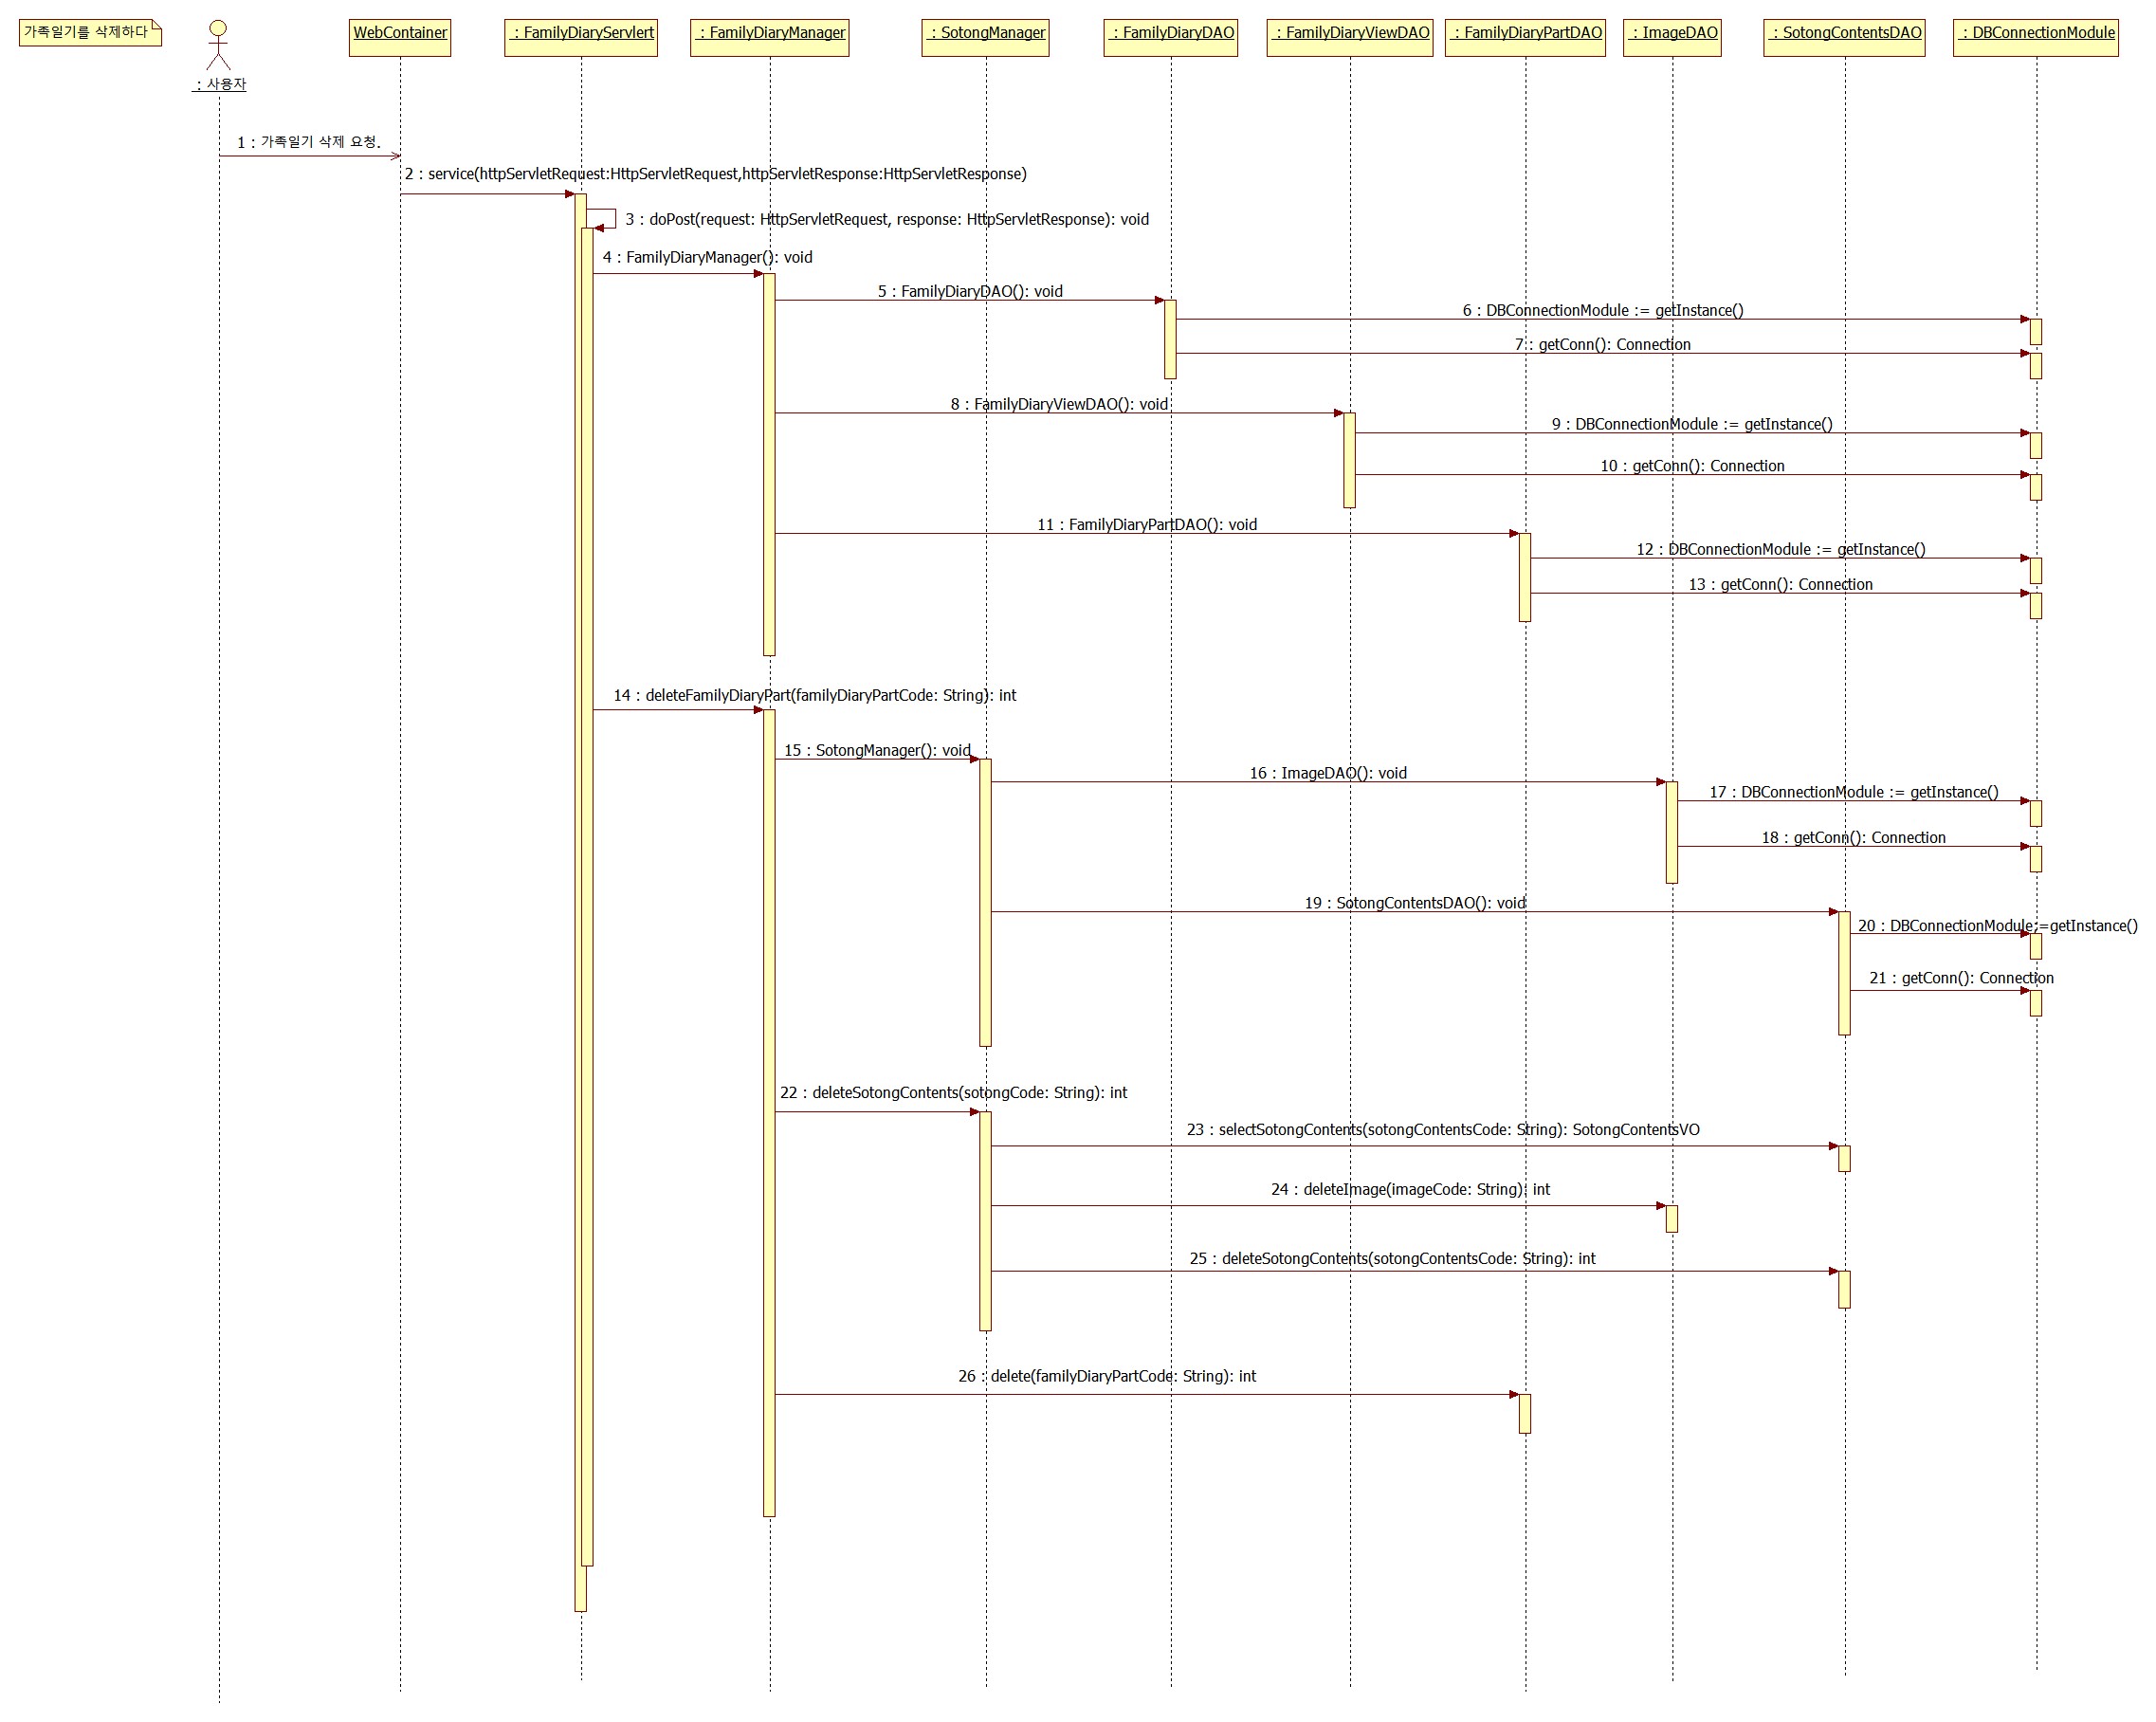 가족일기를 삭제하다
: 사용자
WebContainer
: FamilyDiaryServlert
: FamilyDiaryManager
: SotongManager
: FamilyDiaryDAO
: FamilyDiaryViewDAO
: FamilyDiaryPartDAO
: ImageDAO
: SotongContentsDAO
: DBConnectionModule
1 : 가족일기 삭제 요청.
2 : service(httpServletRequest:HttpServletRequest,httpServletResponse:HttpServletResponse)
3 : doPost(request: HttpServletRequest, response: HttpServletResponse): void
4 : FamilyDiaryManager(): void
5 : FamilyDiaryDAO(): void
6 : DBConnectionModule := getInstance()
7 : getConn(): Connection
8 : FamilyDiaryViewDAO(): void
9 : DBConnectionModule := getInstance()
10 : getConn(): Connection
11 : FamilyDiaryPartDAO(): void
12 : DBConnectionModule := getInstance()
13 : getConn(): Connection
14 : deleteFamilyDiaryPart(familyDiaryPartCode: String): int
15 : SotongManager(): void
16 : ImageDAO(): void
17 : DBConnectionModule := getInstance()
18 : getConn(): Connection
19 : SotongContentsDAO(): void
20 : DBConnectionModule:=getInstance()
21 : getConn(): Connection
22 : deleteSotongContents(sotongCode: String): int
23 : selectSotongContents(sotongContentsCode: String): SotongContentsVO
24 : deleteImage(imageCode: String): int
25 : deleteSotongContents(sotongContentsCode: String): int
26 : delete(familyDiaryPartCode: String): int